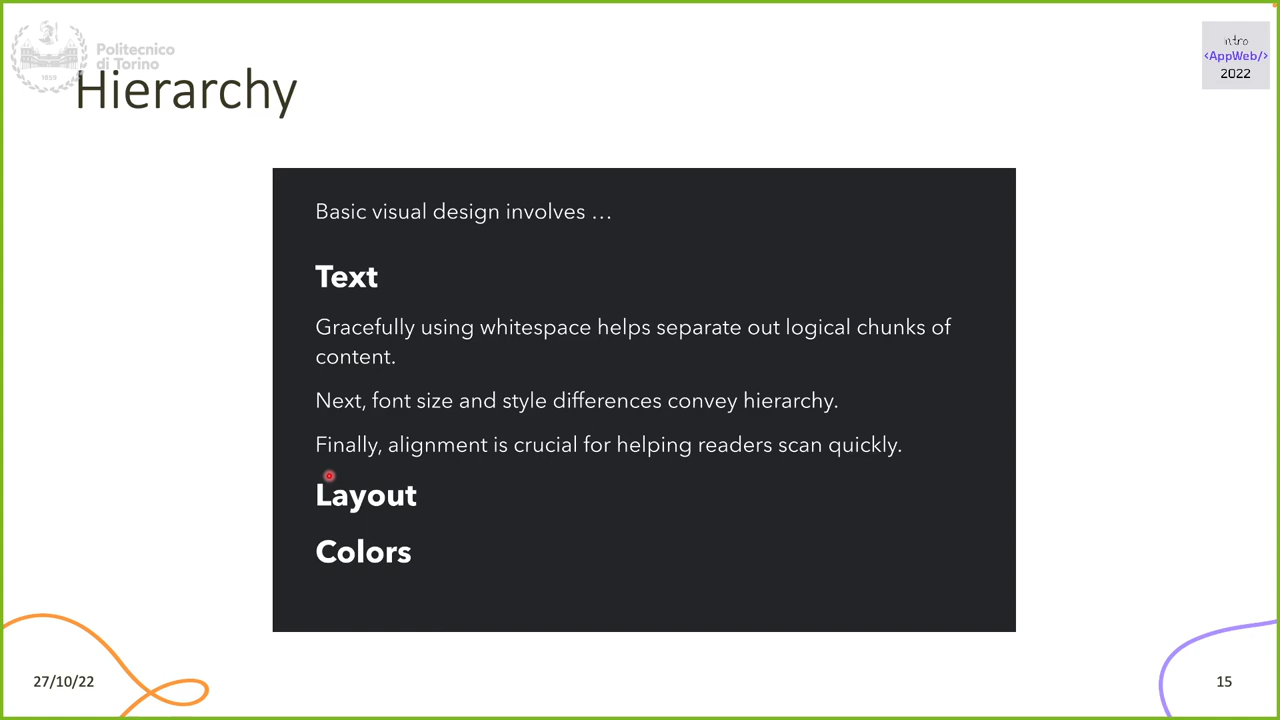 Politecnico
di Torino
1859
Hierarchy
intro
<AppWeb/>
2022
Basic visual design involves …
Text
Gracefully using whitespace helps separate out logical chunks of
content.
Next, font size and style differences convey hierarchy.
Finally, alignment is crucial for helping readers scan quickly.
Layout
Colors
27/10/22
15